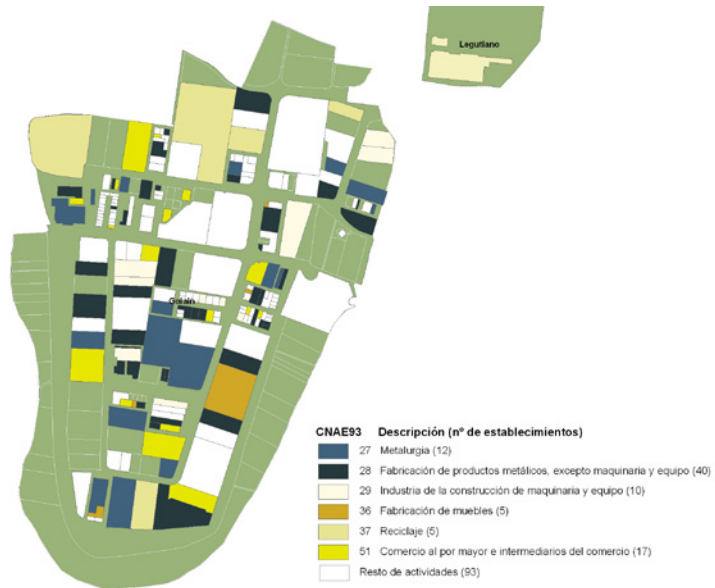 Legutiano
Goiain
CNAE93 Descripción (nº de establecimientos)
27 Metalurgia (12)
28 Fabricación de productos metálicos, excepto maquinaria y equipo (40)
29 Industria de la construcción de maquinaria y equipo (10)
36 Fabricación de muebles (5)
37 Reciclaje (5)
51 Comercio al por mayor e intermediarios del comercio (17)
Resto de actividades (93)